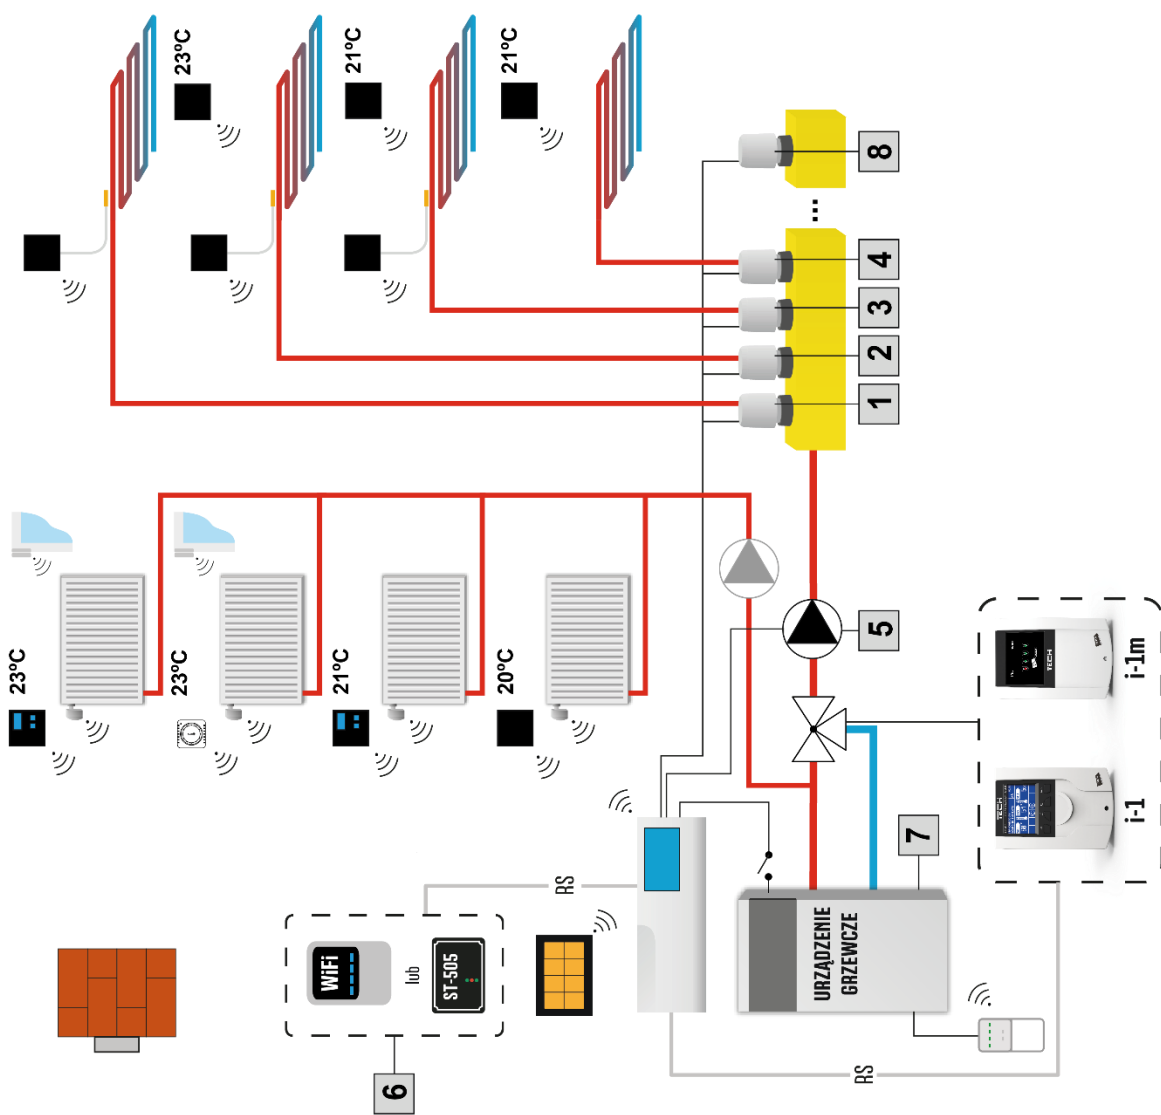 23°C
23°C
23°C
WiFi
21°C
21°C
6
lub
ST-505
20°C
21°C
RS
...
URZĄDZENIE
GRZEWCZE
RS
5
1
2
3
4
8
7
TECH
TECH
i-1
i-1m